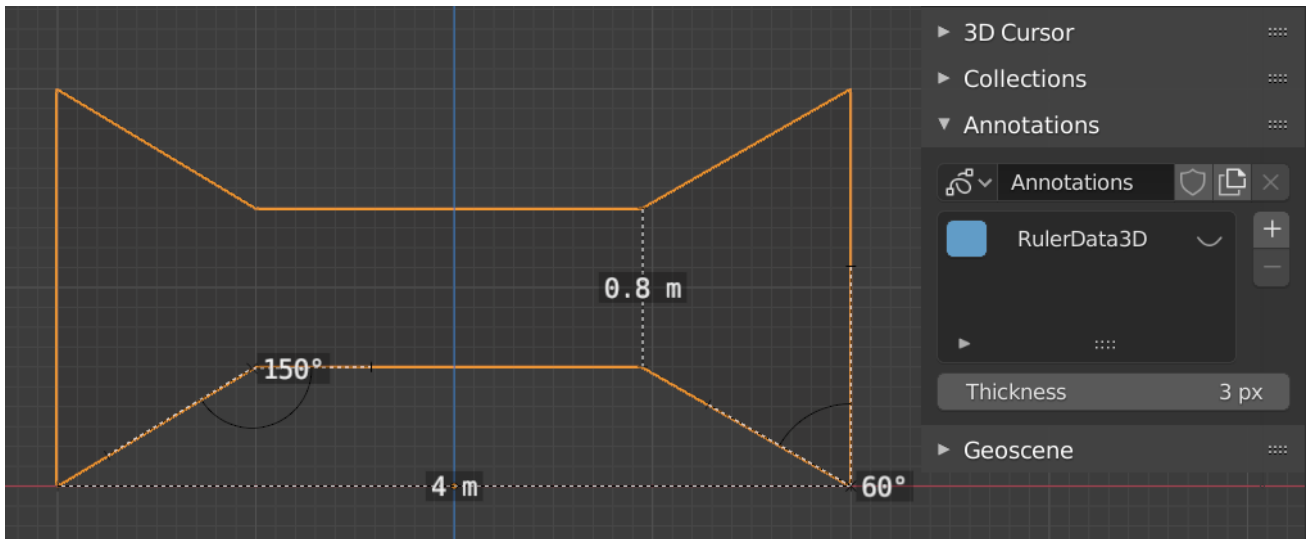 3D Cursor
Collections
Annotations
Annotations
RulerData3D
0.8 m
150°
Thickness 3 px
Geoscene
4 m
60°